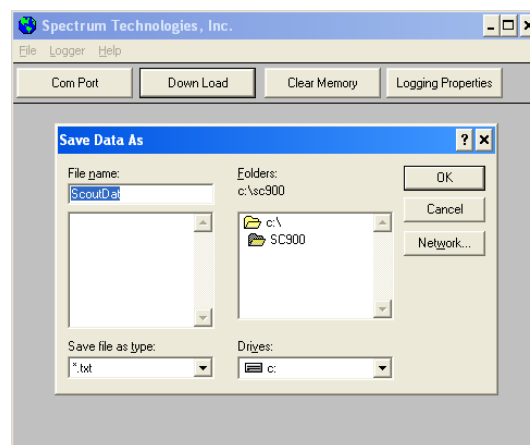 Spectrum Technologies, Inc.
File Logger Help
Com Port Down Load Clear Memory Logging Properties
Save Data As
File name:
ScoutDat
Folders:
c:\sc900
c:\
SC900
OK
Cancel
Network...
Save file as type:
*.txt
Drives:
c: